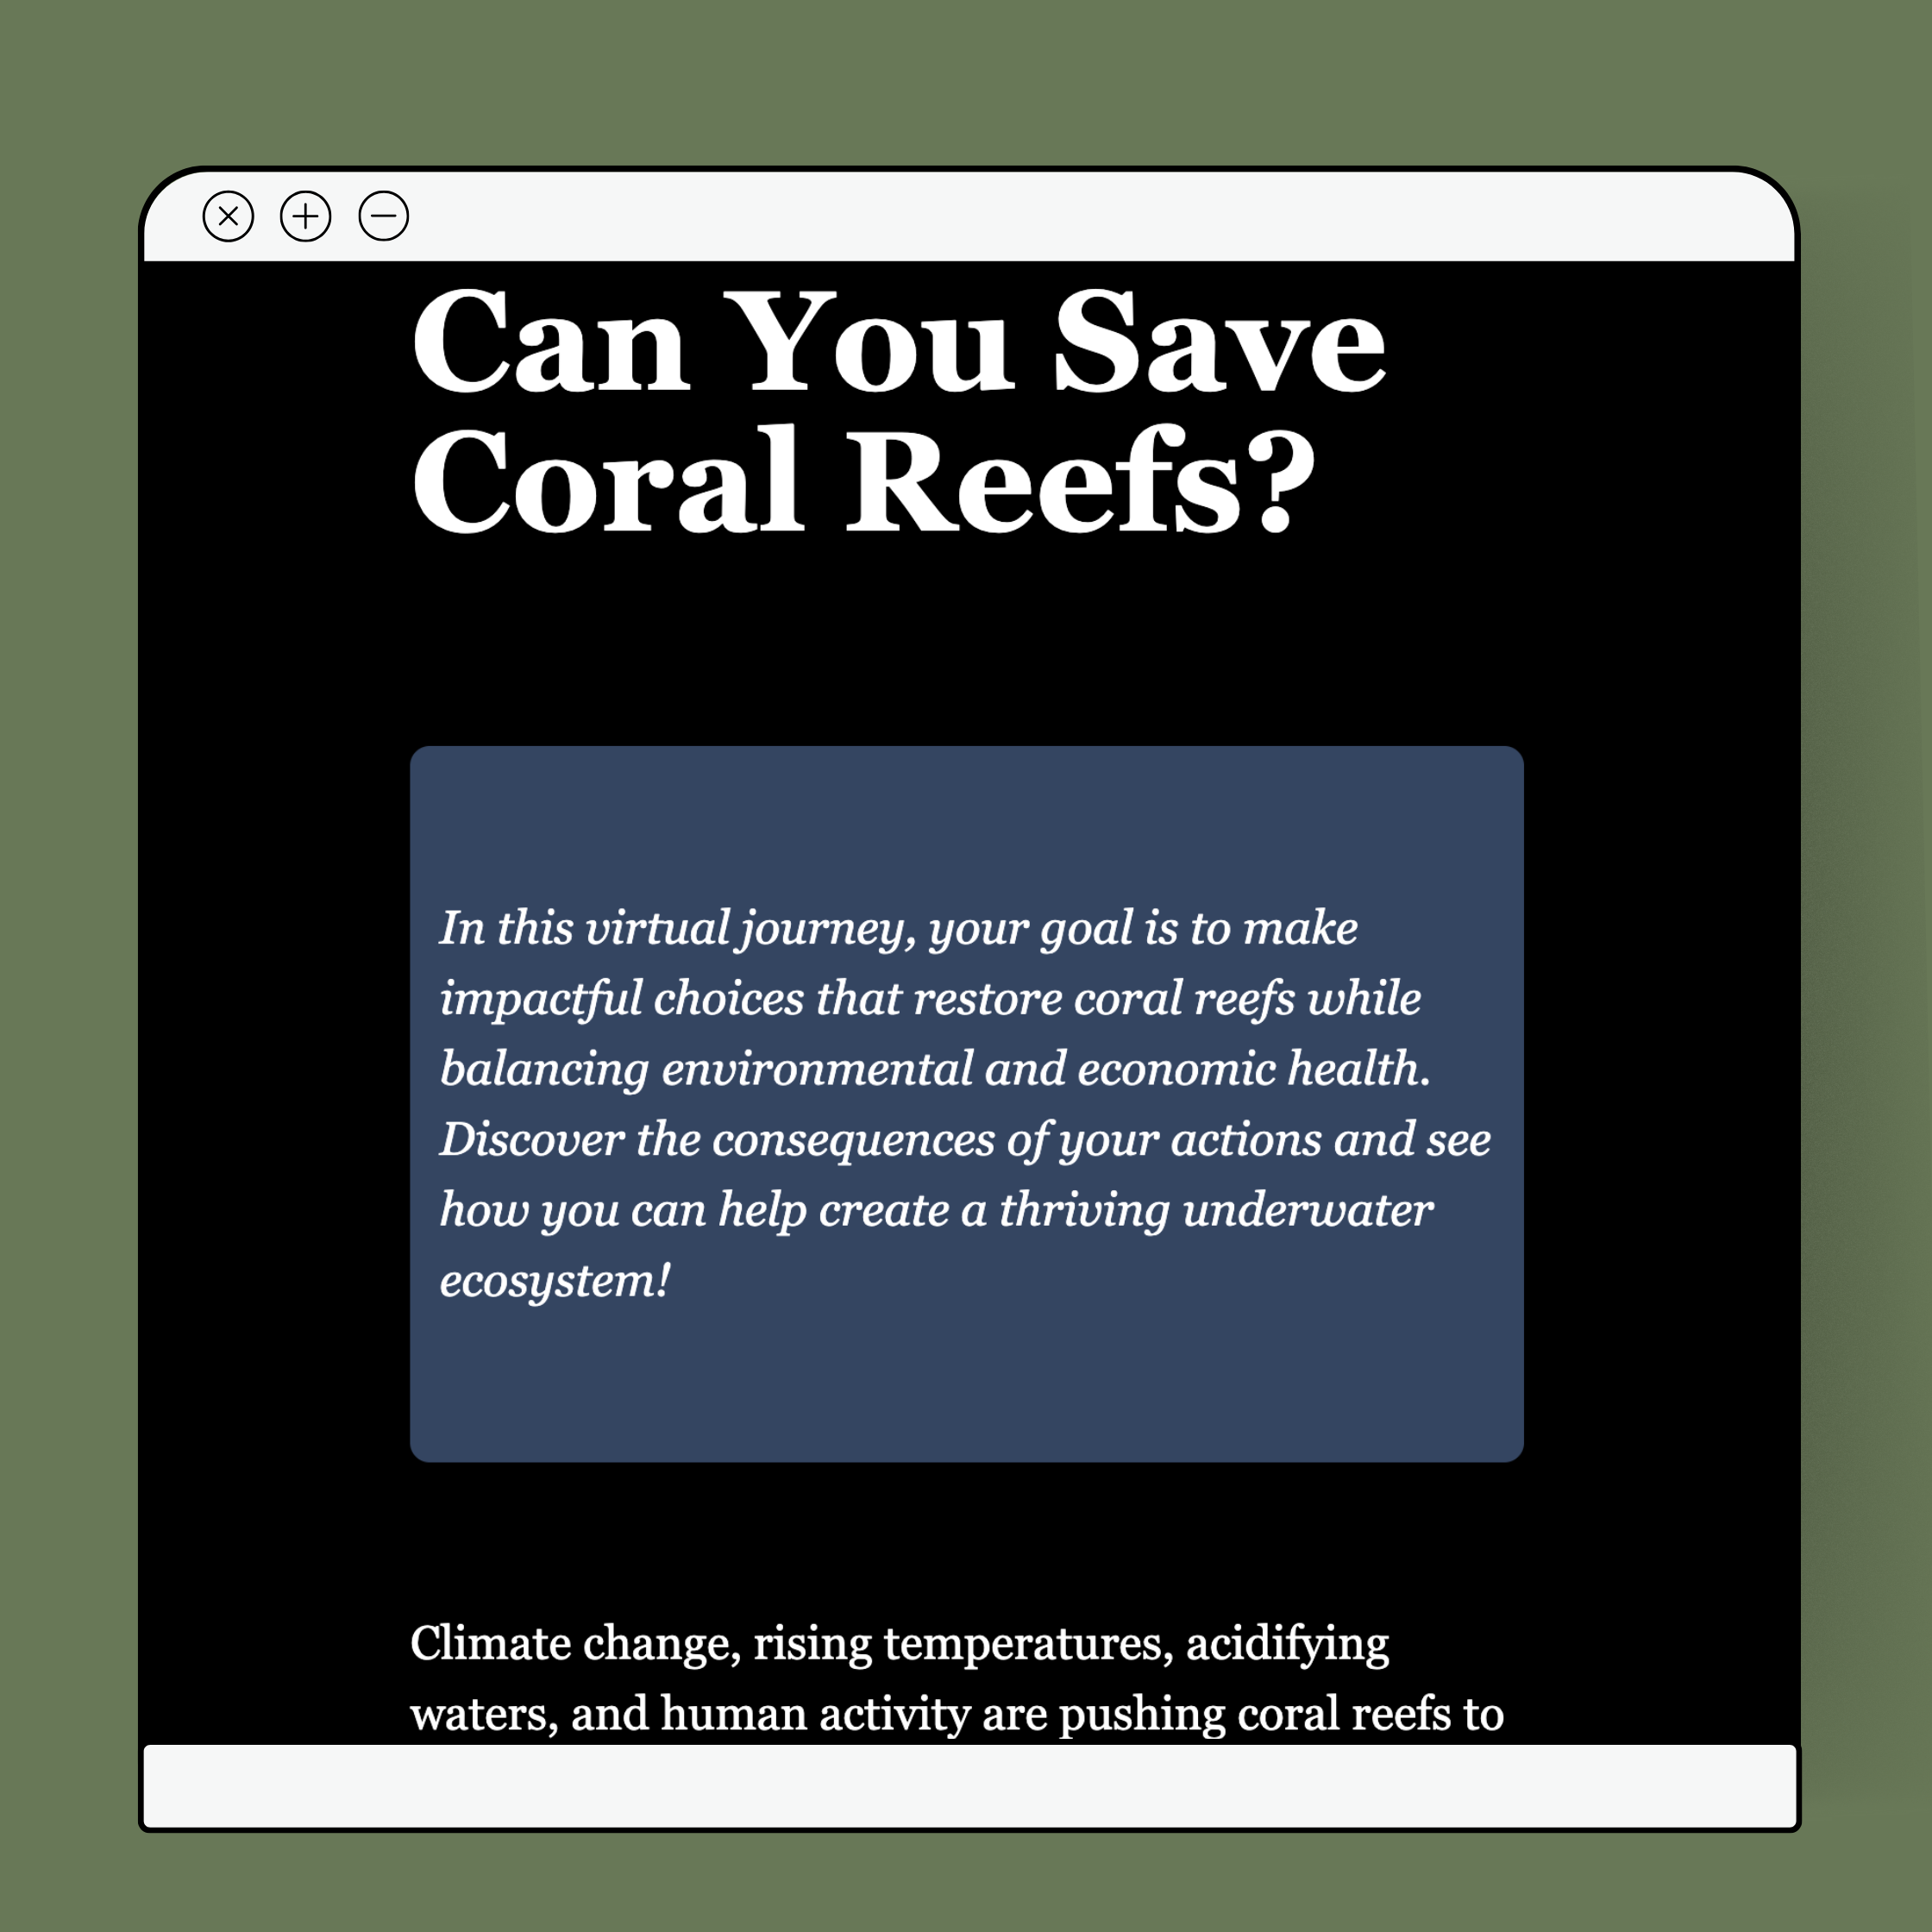 Can You Save
Coral Reefs?
In this virtual journey, your goal is to make
impactful choices that restore coral reefs while
balancing environmental and economic health.
Discover the consequences of your actions and see
how you can help create a thriving underwater
ecosystem!
Climate change, rising temperatures, acidifying
waters, and human activity are pushing coral reefs to